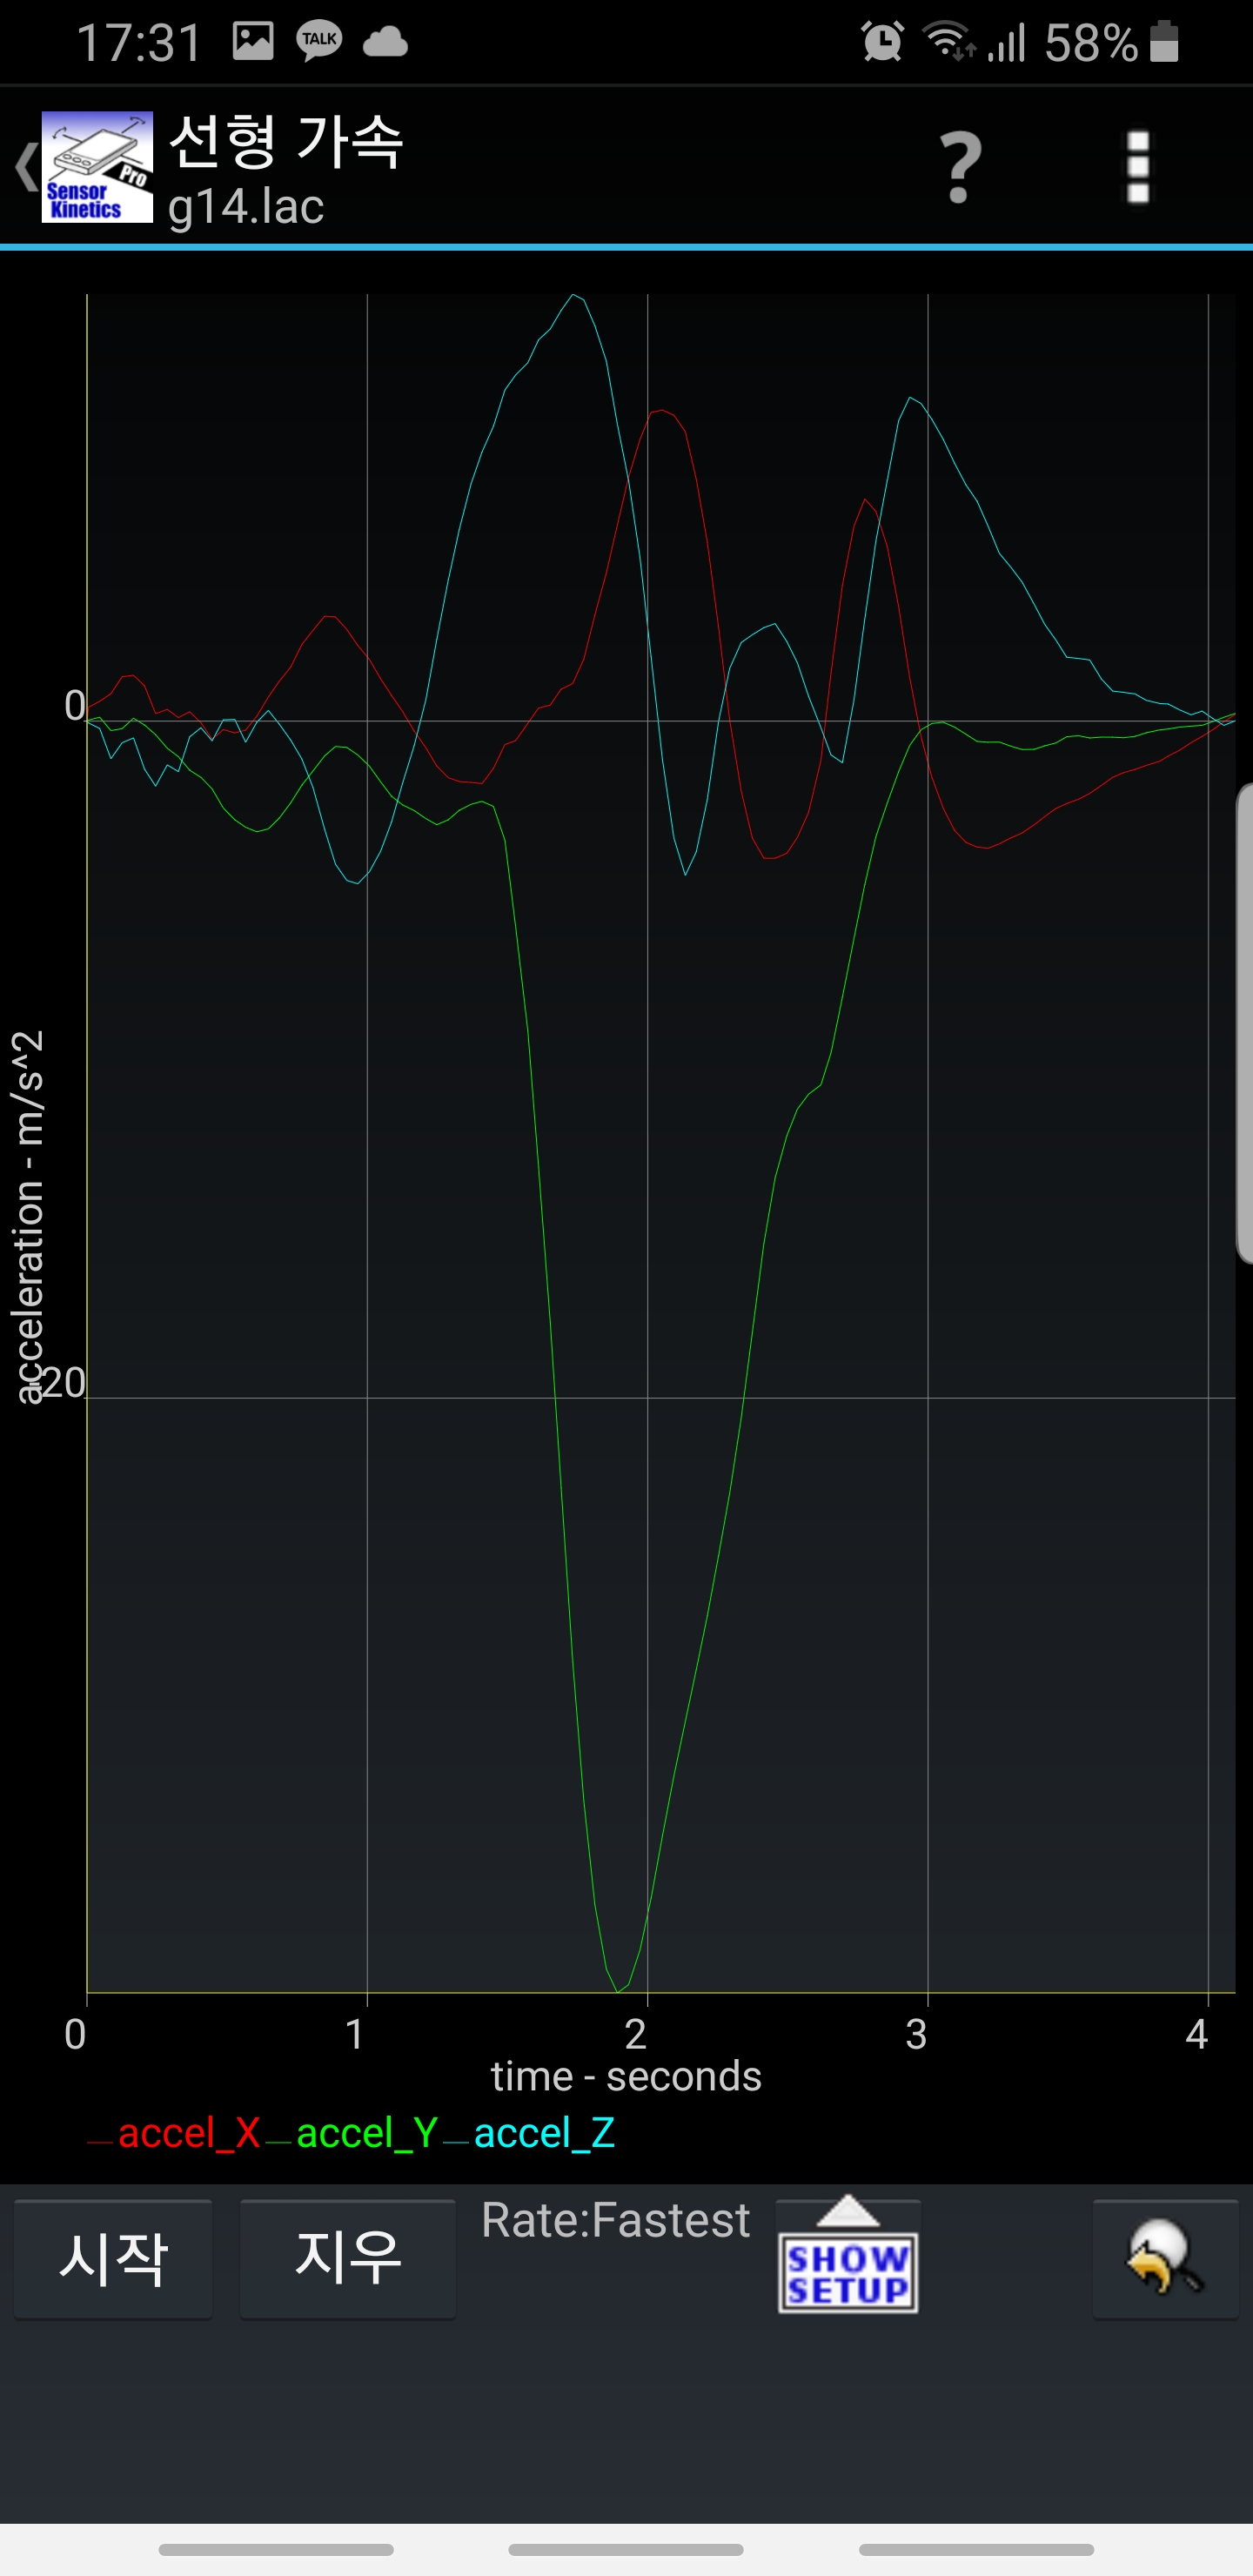 17:31 TALK 58%
선형 가속 ?
g14.lac
Pro
Sensor
Kinetics
0
acceleration - m/s^2
-20
0 1 2 3 4
time - seconds
accel_X accel_Y accel_Z
시작 지우 Rate:Fastest
SHOW
SETUP